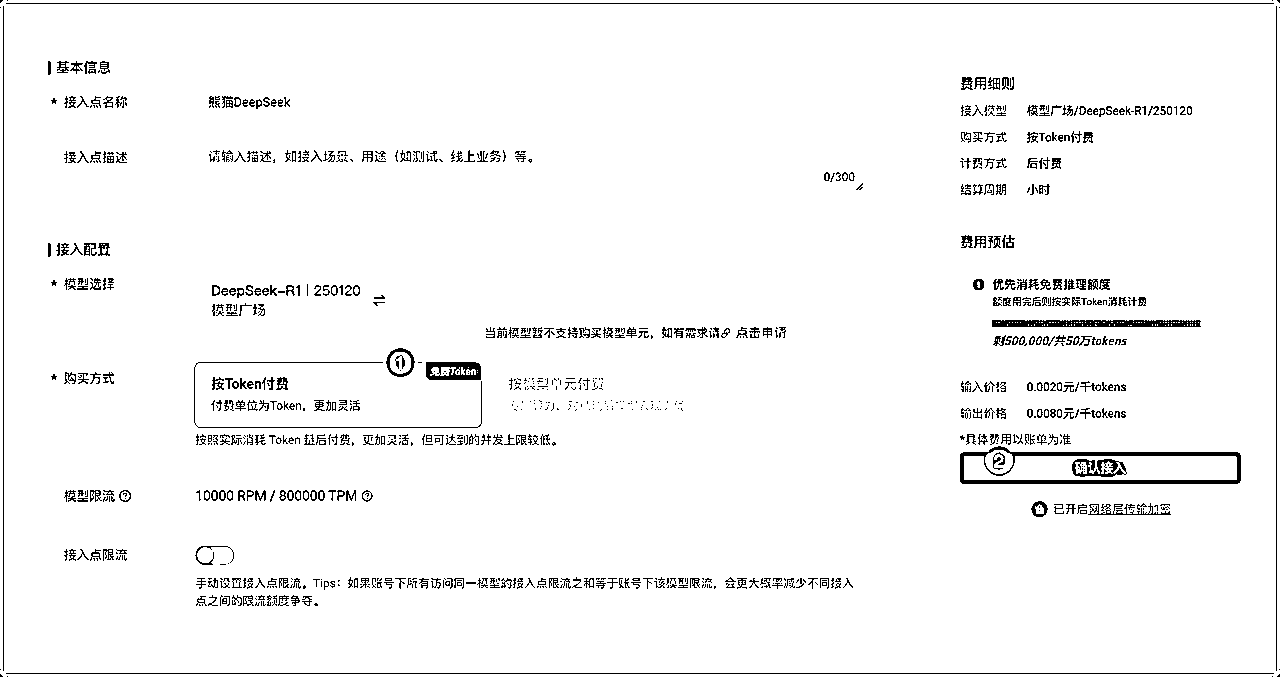 基本信息
* 接入点名称
熊猫DeepSeek
接入点描述
请输入描述，如接入场景、用途（如测试、线上业务）等。
0/300
接入配置
* 模型选择
DeepSeek-R1 | 250120
模型广场
当前模型暂不支持购买模型单元，如有需求请 点击申请
* 购买方式
1
免费Token
按Token付费
付费单位为Token，更加灵活
按模型单元付费
按照实际消耗 Token 量后付费，更加灵活，但可达到的并发上限较低。
模型限流
10000 RPM / 800000 TPM
接入点限流
手动设置接入点限流。Tips：如果账号下所有访问同一模型的接入点限流之和等于账号下该模型限流，会更大概率减少不同接入
点之间的限流额度争夺。
费用细则
接入模型 模型广场/DeepSeek-R1/250120
购买方式 按Token付费
计费方式 后付费
结算周期 小时
费用预估
优先消耗免费推理额度
额度用完后则按实际Token消耗计费
剩500,000/共50万tokens
输入价格 0.0020元/千tokens
输出价格 0.0080元/千tokens
*具体费用以账单为准
2
确认接入
已开启网络层传输加密